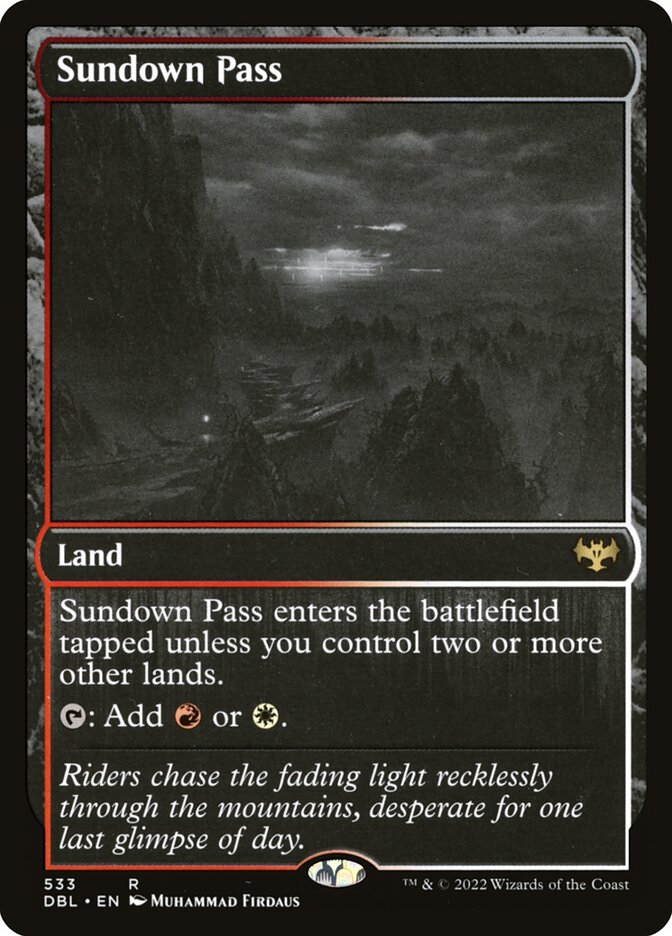 Sundown Pass
Land
Sundown Pass enters the battlefield
tapped unless you control two or more
other lands.
: Add or .
Riders chase the fading light recklessly
through the mountains, desperate for one
last glimpse of day.
533 R
DBL • EN Muhammad Firdaus
™ & © 2022 Wizards of the Coast